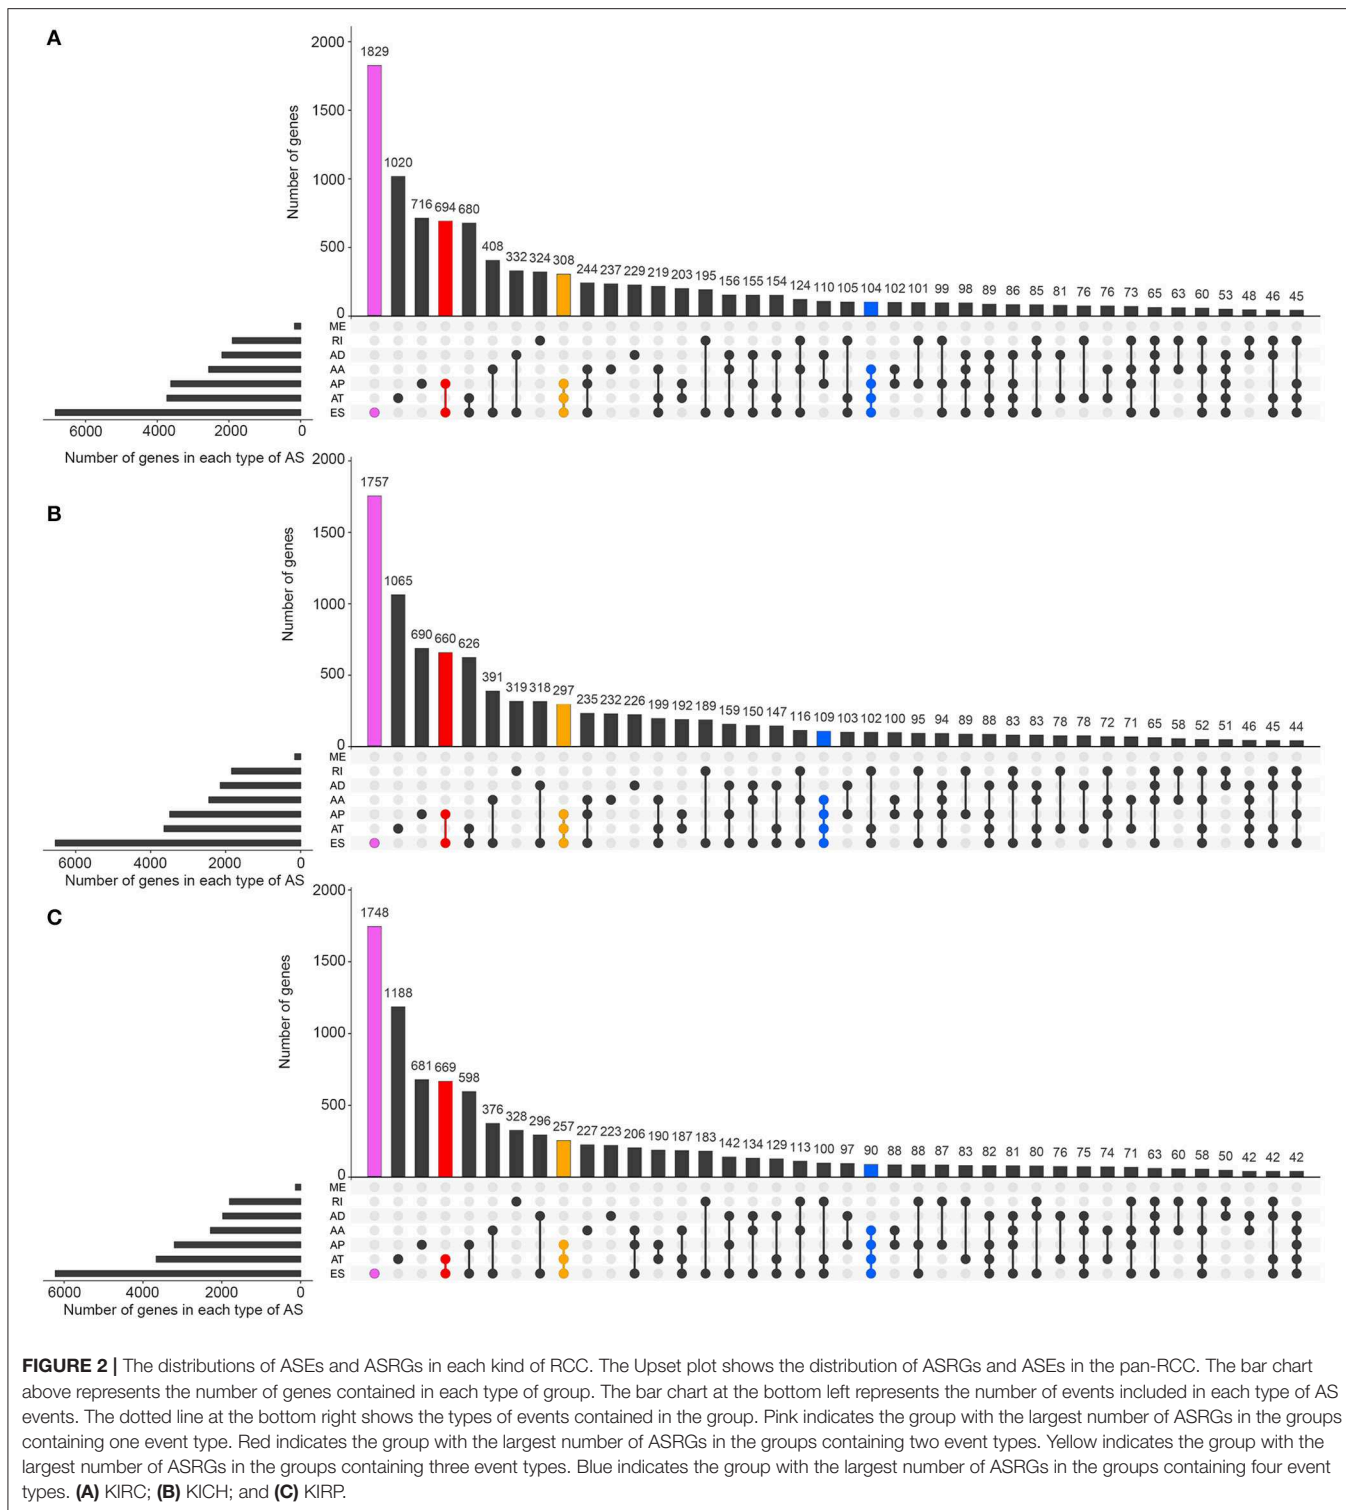 A
Number of genes
2000
1500
1000
500
0
1829
1020
716 694 680
408
332 324 308
244 237 229 219 203 195
156 155 154 124 110 105 104 102 101 99 98 89 86 85 81 76 76 73 65 63 60 53 48 46 45
ME
RI
AD
AA
AP
AT
ES
6000 4000 2000 0
Number of genes in each type of AS
B
Number of genes
2000
1500
1000
500
0
1757
1065
690 660 626
391
319 318 297
235 232 226 199 192 189
159 150 147 116 109 103 102 100 95 94 89 88 83 83 78 78 72 71 65 58 52 51 46 45 44
ME
RI
AD
AA
AP
AT
ES
6000 4000 2000 0
Number of genes in each type of AS
C
Number of genes
2000
1500
1000
500
0
1748
1188
681 669 598
376 328 296 257
227 223 206 190 187 183
142 134 129 113 100 97 90 88 88 87 83 82 81 80 76 75 74 71 63 60 58 50 42 42 42
ME
RI
AD
AA
AP
AT
ES
6000 4000 2000 0
Number of genes in each type of AS
FIGURE 2 | The distributions of ASEs and ASRGs in each kind of RCC. The Upset plot shows the distribution of ASRGs and ASEs in the pan-RCC. The bar chart
above represents the number of genes contained in each type of group. The bar chart at the bottom left represents the number of events included in each type of AS
events. The dotted line at the bottom right shows the types of events contained in the group. Pink indicates the group with the largest number of ASRGs in the groups
containing one event type. Red indicates the group with the largest number of ASRGs in the groups containing two event types. Yellow indicates the group with the
largest number of ASRGs in the groups containing three event types. Blue indicates the group with the largest number of ASRGs in the groups containing four event
types. (A) KIRC; (B) KICH; and (C) KIRP.